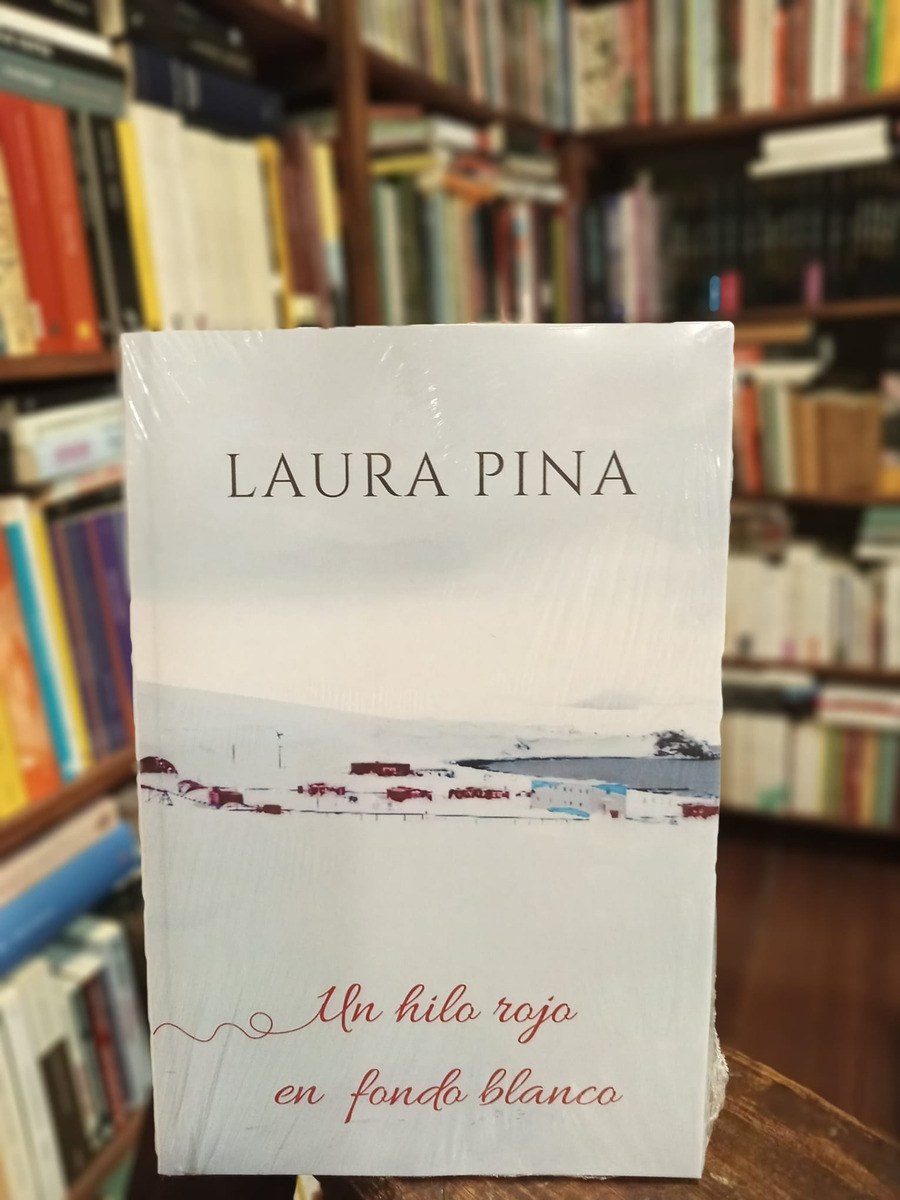 LAURA PINA
Un hilo rojo
en fondo blanco